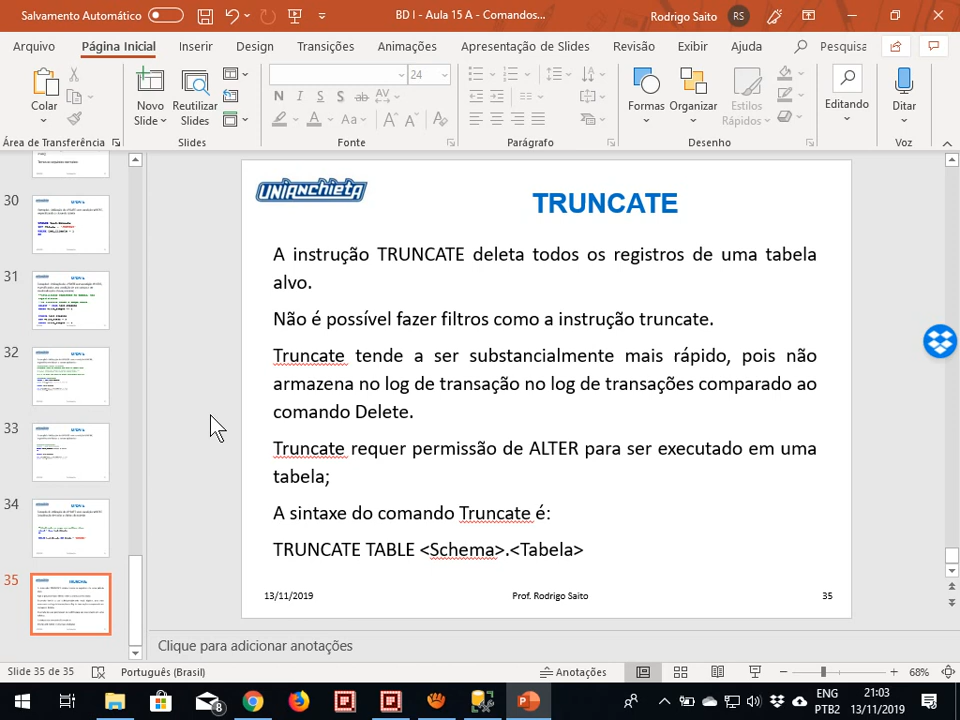 Salvamento Automático
BD I - Aula 15 A - Comandos...
Rodrigo Saito
RS
Arquivo
Página Inicial
Inserir
Design
Transições
Animações
Apresentação de Slides
Revisão
Exibir
Ajuda
Pesquisa
Colar
Novo Slide
Reutilizar Slides
24
N I S S ab AV
A Aa A A A
Formas
Organizar
Estilos Rápidos
Editando
Ditar
Área de Transferência
Slides
Fonte
Parágrafo
Desenho
Voz
30
31
32
33
34
35
UNIANCHIETA
TRUNCATE
A instrução TRUNCATE deleta todos os registros de uma tabela
alvo.
Não é possível fazer filtros como a instrução truncate.
Truncate tende a ser substancialmente mais rápido, pois não
armazena no log de transação no log de transações comparado ao
comando Delete.
Truncate requer permissão de ALTER para ser executado em uma
tabela;
A sintaxe do comando Truncate é:
TRUNCATE TABLE <Schema>.<Tabela>
13/11/2019
Prof. Rodrigo Saito
35
Clique para adicionar anotações
Slide 35 de 35
Português (Brasil)
Anotações
68%
8
ENG
PTB2
21:03
13/11/2019